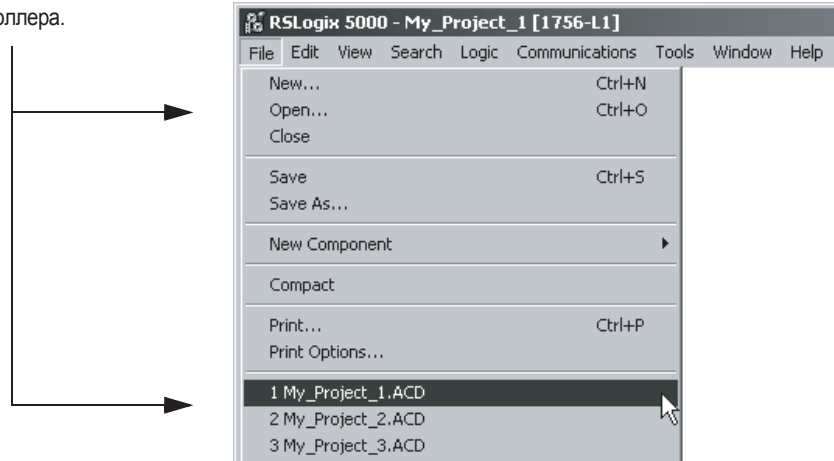 оллера.
RSLogix 5000 - My_Project_1 [1756-L1]
File Edit View Search Logic Communications Tools Window Help
New... Ctrl+N
Open... Ctrl+O
Close
Save Ctrl+S
Save As...
New Component
Compact
Print... Ctrl+P
Print Options...
1 My_Project_1.ACD
2 My_Project_2.ACD
3 My_Project_3.ACD